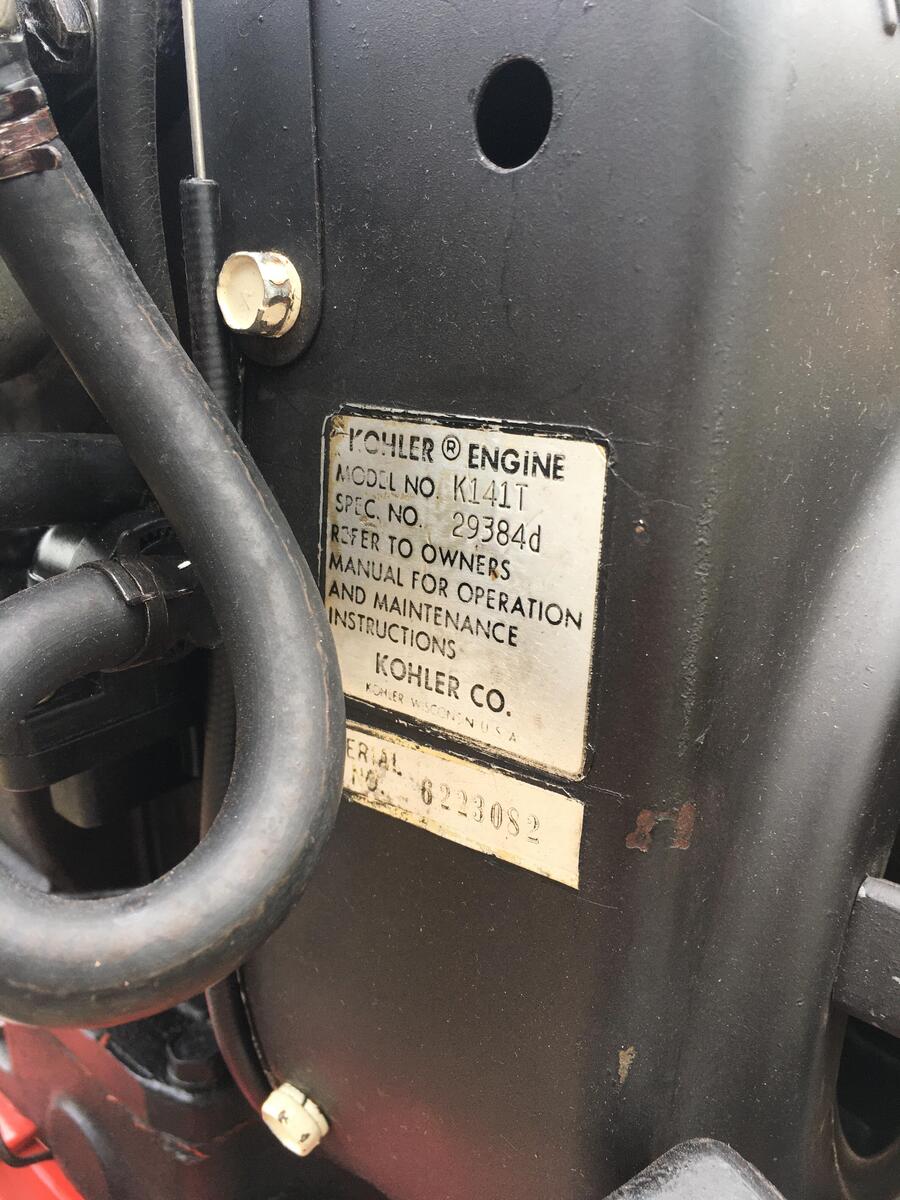 KOHLER ® ENGINE
MODEL NO. K141T
SPEC. NO. 29384d
REFER TO OWNERS
MANUAL FOR OPERATION
AND MAINTENANCE
INSTRUCTIONS
KOHLER CO.
KOHLER WISCONSIN U.S.A.
ERIAL
NO. 6223082